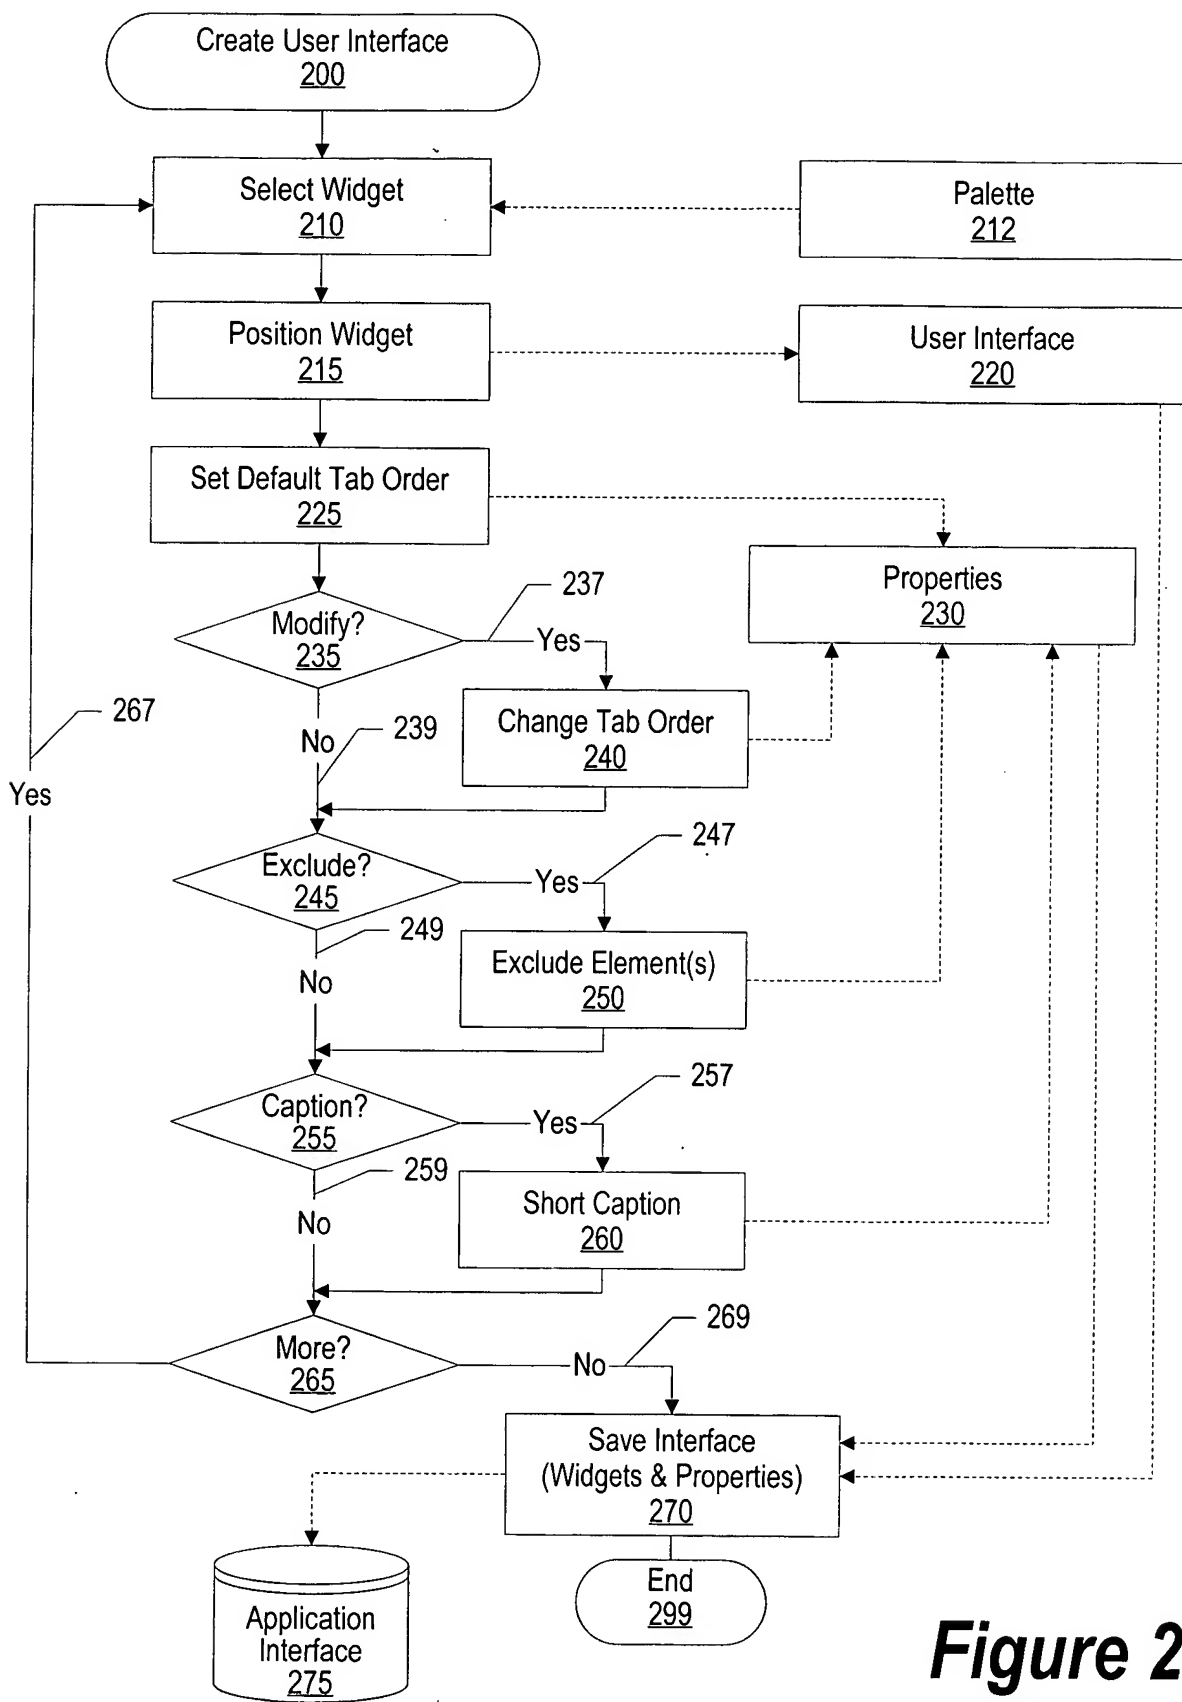 Create User Interface
200
Select Widget
210
Palette
212
Position Widget
215
User Interface
220
Set Default Tab Order
225
Properties
230
237
Modify?
235
Yes
267
239
No
Change Tab Order
240
Yes
247
Exclude?
245
Yes
249
No
Exclude Element(s)
250
257
Caption?
255
Yes
259
No
Short Caption
260
269
More?
265
No
Save Interface
(Widgets & Properties)
270
End
299
Application
Interface
275
Figure 2